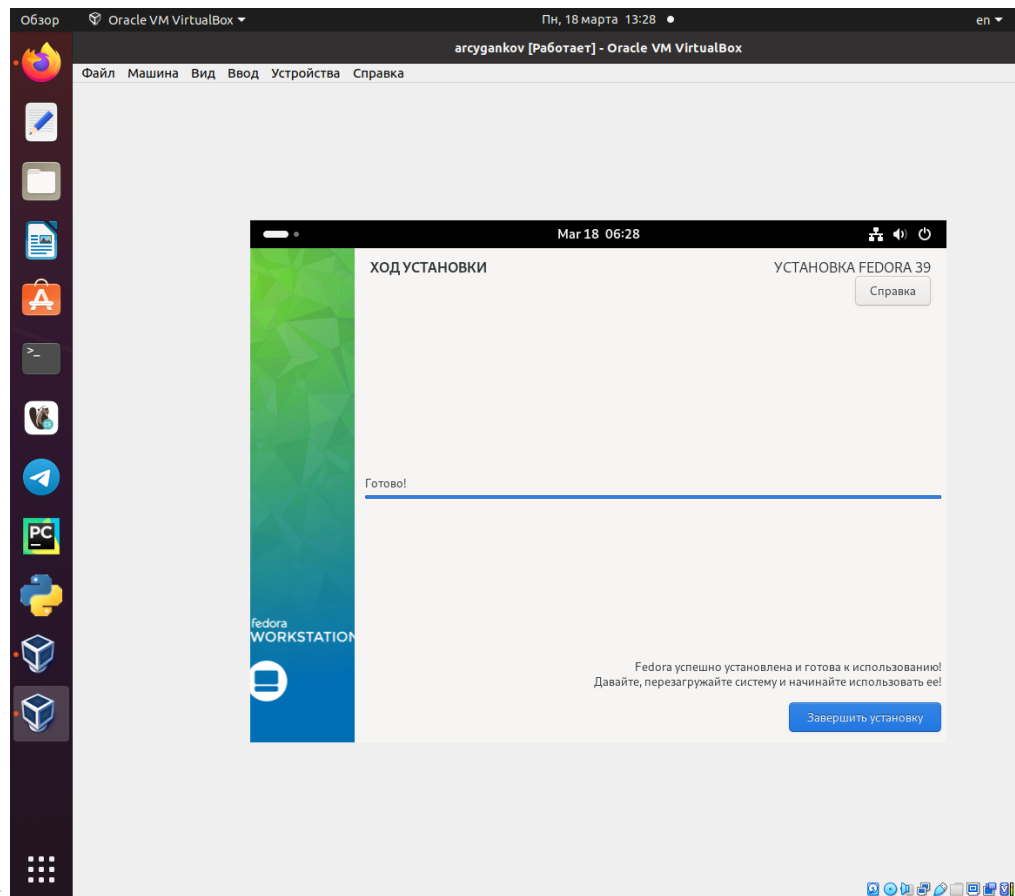 Обзор
Oracle VM VirtualBox
Пн, 18 марта 13:28
en
arcygankov [Работает] - Oracle VM VirtualBox
Файл Машина Вид Ввод Устройства Справка
Mar 18 06:28
ХОД УСТАНОВКИ
УСТАНОВКА FEDORA 39
Справка
>_
CE
Готово!
PC
fedora
WORKSTATION
Fedora успешно установлена и готова к использованию!
Давайте, перезагружайте систему и начинайте использовать ее!
Завершить установку